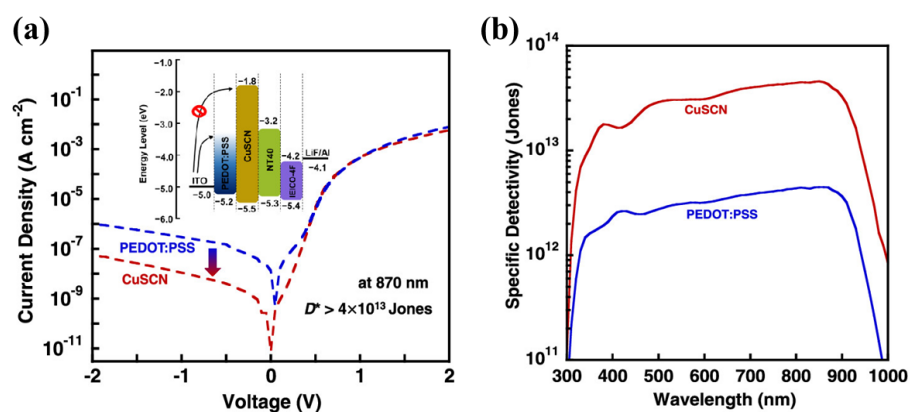 (a)
Current Density (A cm-2)
10-1
10-3
10-5
10-7
10-9
10-11
-2
-1
0
1
2
Voltage (V)
PEDOT:PSS
CuSCN
at 870 nm
D* > 4×10¹³ Jones
Energy Level (eV)
−1.0
−2.0
−3.0
−4.0
−5.0
−6.0
ITO
−5.0
PEDOT:PSS
−5.2
−1.8
CuSCN
−5.5
−3.2
NT40
−5.3
−4.2
IEICO-4F
−5.4
LiF/Al
−4.1
(b)
Specific Detectivity (Jones)
10¹⁴
10¹³
10¹²
10¹¹
300 400 500 600 700 800 900 1000
Wavelength (nm)
CuSCN
PEDOT:PSS